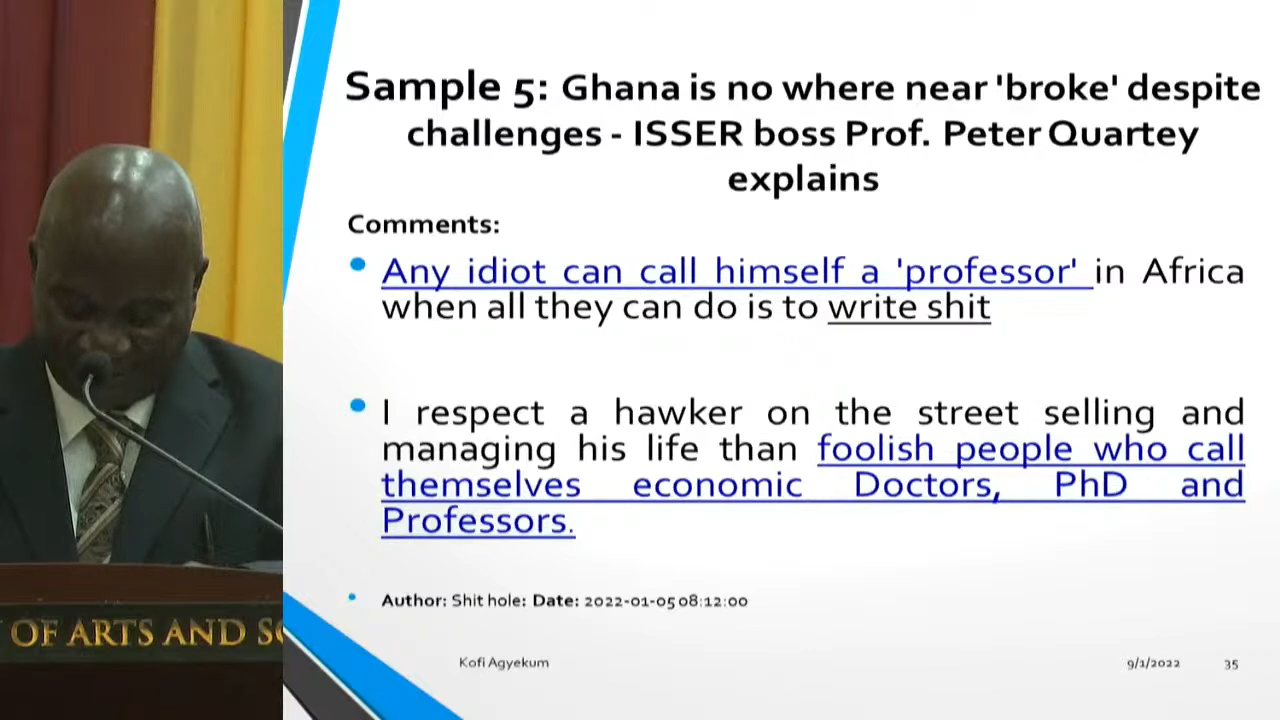 Sample 5: Ghana is no where near 'broke' despite
challenges - ISSER boss Prof. Peter Quartey
explains
Comments:
• Any idiot can call himself a 'professor' in Africa
when all they can do is to write shit
• I respect a hawker on the street selling and
managing his life than foolish people who call
themselves economic Doctors, PhD and
Professors.
• Author: Shit hole: Date: 2022-01-05 08:12:00
Kofi Agyekum 9/1/2022 35
OF ARTS AND